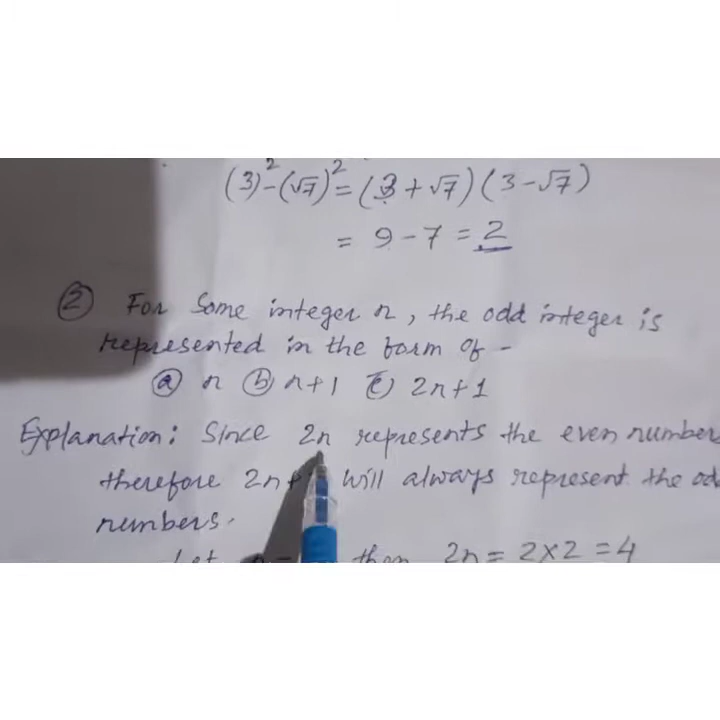 (3)²-(√7)² = (3+√7)(3-√7)
= 9-7 = 2
② For Some integer n, the odd integer is
represented in the form of -
ⓐ n ⓑ n+1 ⓒ 2n+1
Explanation: Since 2n represents the even number
therefore 2n+ will always represent the od
numbers.
Let then 2n = 2×2 = 4